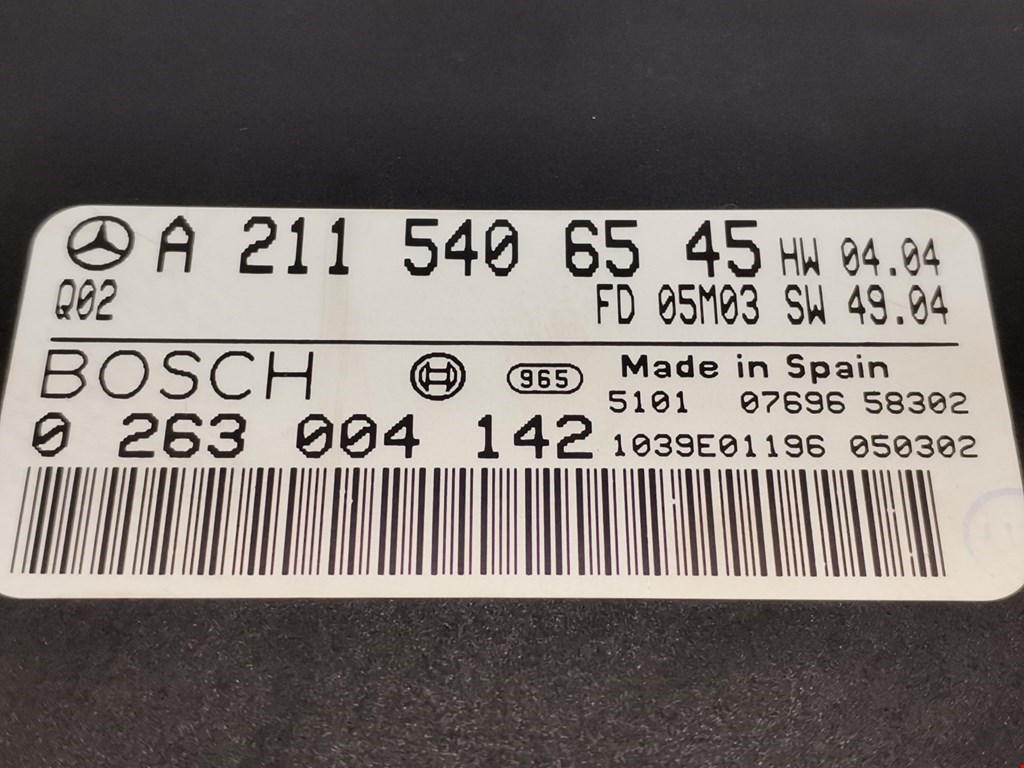 A 211 540 65 45 HW 04.04
Q02 FD 05M03 SW 49.04
BOSCH 965 Made in Spain
5101 07696 58302
0 263 004 142 1039E01196 050302